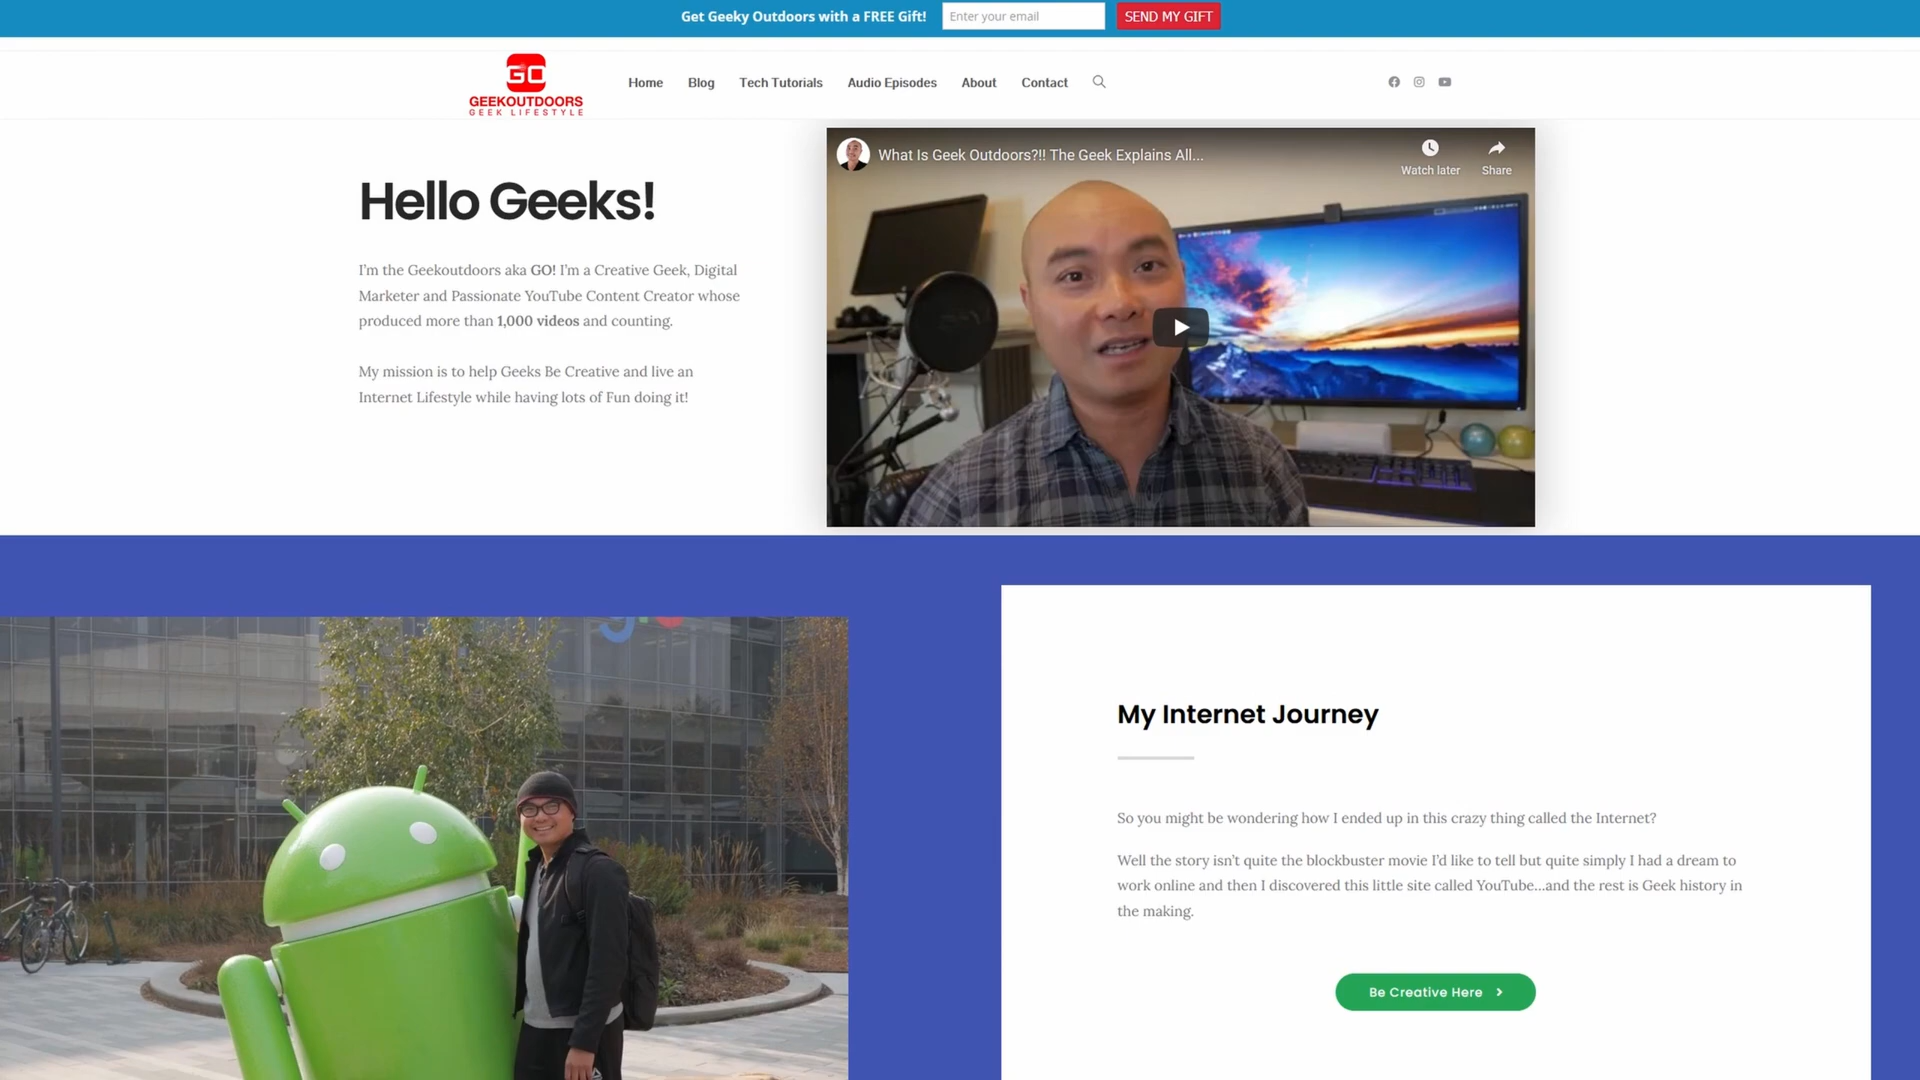 Get Geeky Outdoors with a FREE Gift!
Enter your email
SEND MY GIFT
GO
GEEKOUTDOORS
GEEK LIFESTYLE
Home
Blog
Tech Tutorials
Audio Episodes
About
Contact
What Is Geek Outdoors?!! The Geek Explains All...
Watch later
Share
Hello Geeks!
I'm the Geekoutdoors aka GO! I'm a Creative Geek, Digital
Marketer and Passionate YouTube Content Creator whose
produced more than 1,000 videos and counting.
My mission is to help Geeks Be Creative and live an
Internet Lifestyle while having lots of Fun doing it!
My Internet Journey
So you might be wondering how I ended up in this crazy thing called the Internet?
Well the story isn't quite the blockbuster movie I'd like to tell but quite simply I had a dream to
work online and then I discovered this little site called YouTube...and the rest is Geek history in
the making.
Be Creative Here